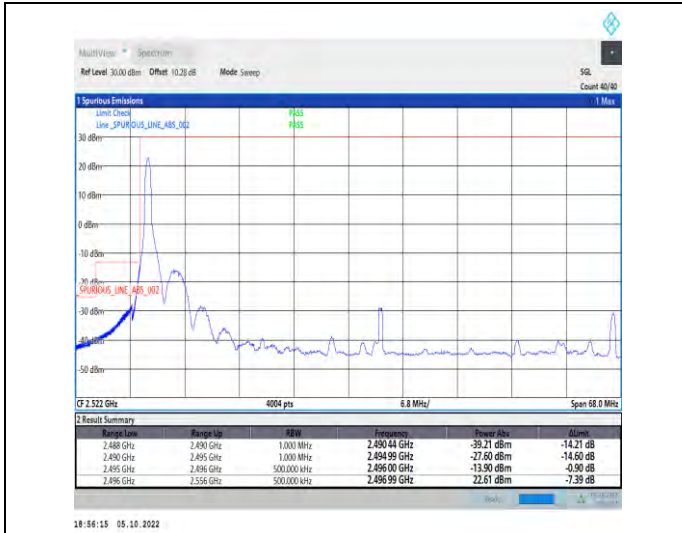 MultiView Spectrum
Ref Level 30.00 dBm Offset 10.28 dB Mode Sweep SGL
Count 40/40
1 Spurious Emissions 1 Max
Limit Check PASS
Line _SPURIOUS_LINE_ABS_002 PASS
30 dBm
20 dBm
10 dBm
0 dBm
-10 dBm
-20 dBm
_SPURIOUS_LINE_ABS_002
-30 dBm
-40 dBm
-50 dBm
CF 2.522 GHz 4004 pts 6.8 MHz/ Span 68.0 MHz
2 Result Summary
Range Low Range Up RBW Frequency Power Abs ΔLimit
2.488 GHz 2.490 GHz 1.000 MHz 2.490 44 GHz -39.21 dBm -14.21 dB
2.490 GHz 2.495 GHz 1.000 MHz 2.494 99 GHz -27.60 dBm -14.60 dB
2.495 GHz 2.496 GHz 500.000 kHz 2.496 00 GHz -13.90 dBm -0.90 dB
2.496 GHz 2.556 GHz 500.000 kHz 2.496 99 GHz 22.61 dBm -7.39 dB
18:56:15 05.10.2022